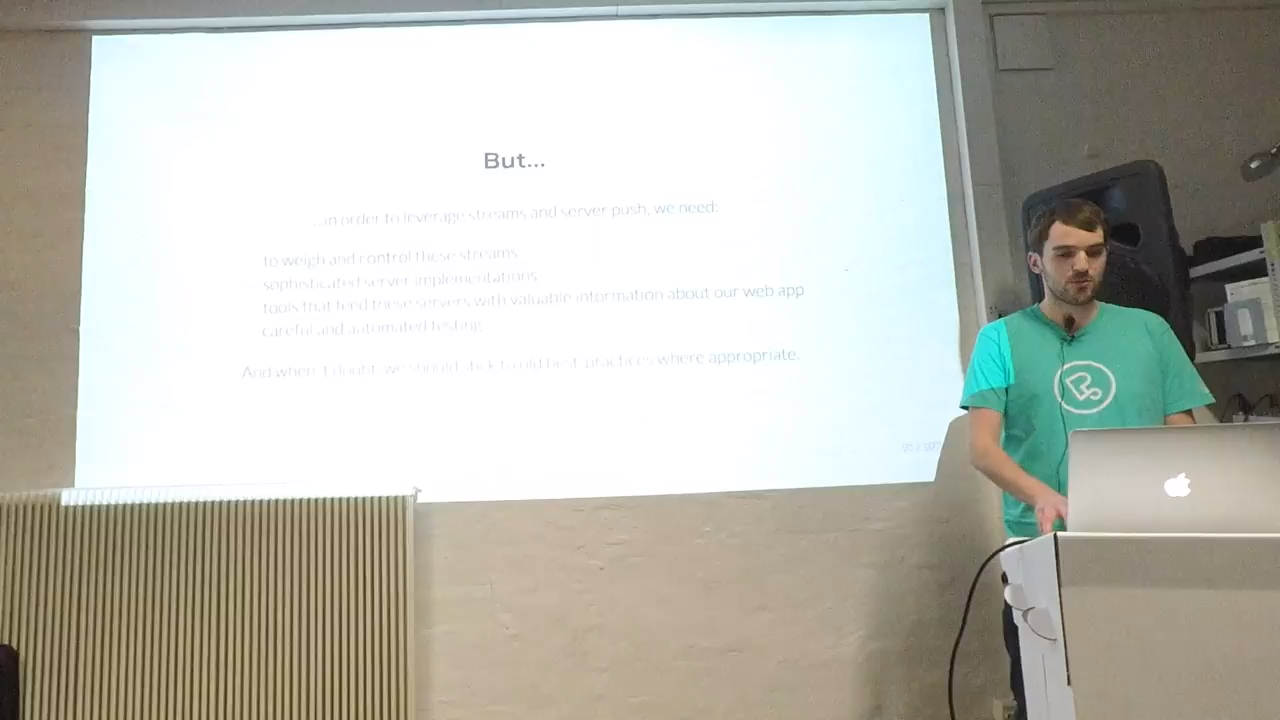 But...
...in order to leverage streams and server push, we need:
to weigh and control these streams
sophisticated server implementations
tools that feed these servers with valuable information about our web app
careful and automated testing
And when in doubt, we should stick to old best-practices where appropriate.